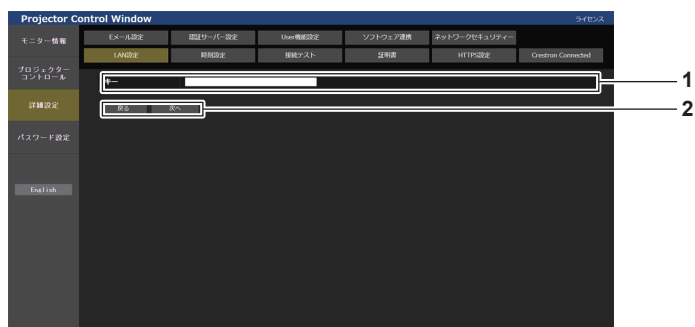 Projector Control Window
ライセンス
モニター情報
Eメール設定
認証サーバー設定
User機能設定
ソフトウェア連携
ネットワークセキュリティー
LAN設定
時刻設定
接続テスト
証明書
HTTPS設定
Crestron Connected
プロジェクター
コントロール
キー
1
詳細設定
戻る
次へ
2
パスワード設定
English